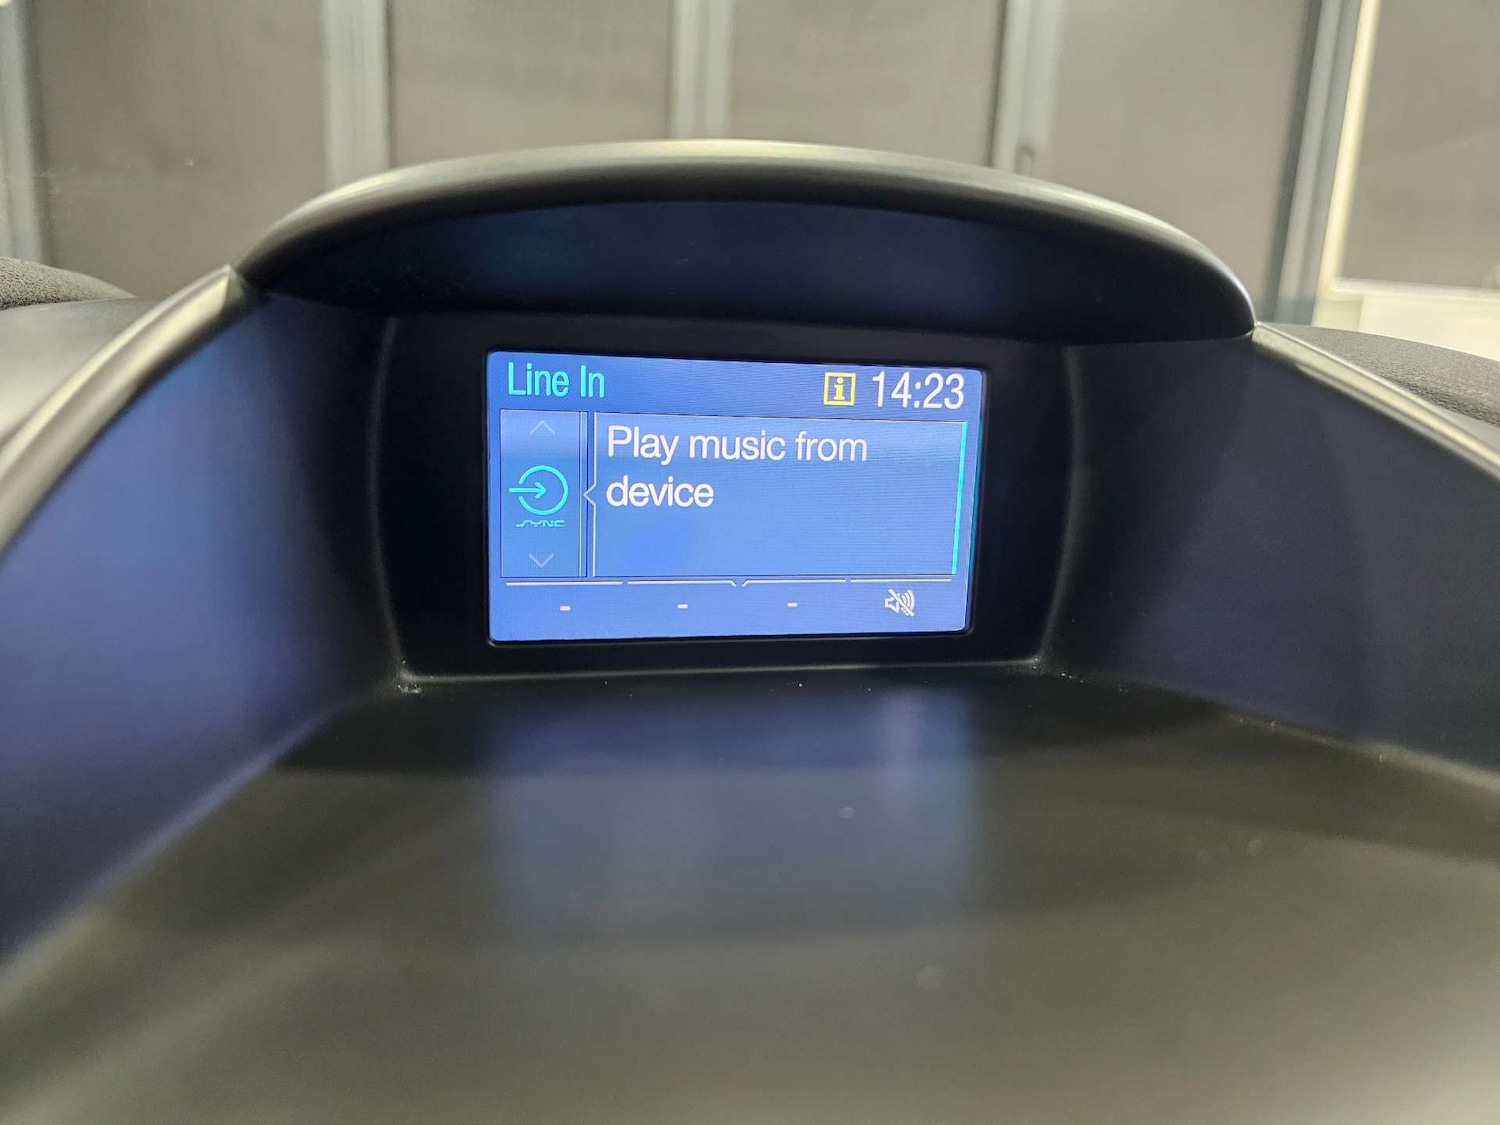 Line In
i 14:23
Play music from
device
SYNC
- - -